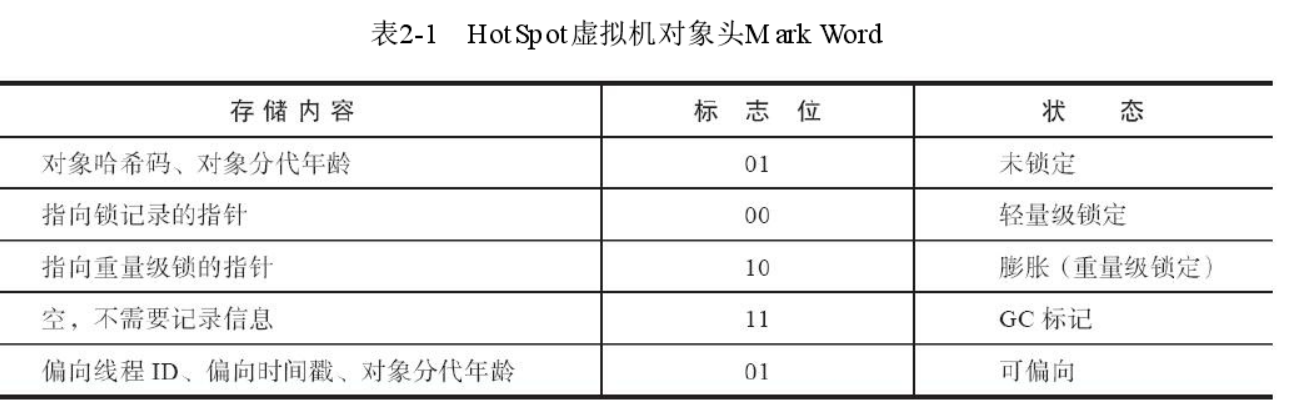 表2-1 HotSpot虚拟机对象头Mark Word
存储内容 标志位 状态
对象哈希码、对象分代年龄 01 未锁定
指向锁记录的指针 00 轻量级锁定
指向重量级锁的指针 10 膨胀（重量级锁定）
空，不需要记录信息 11 GC 标记
偏向线程 ID、偏向时间戳、对象分代年龄 01 可偏向